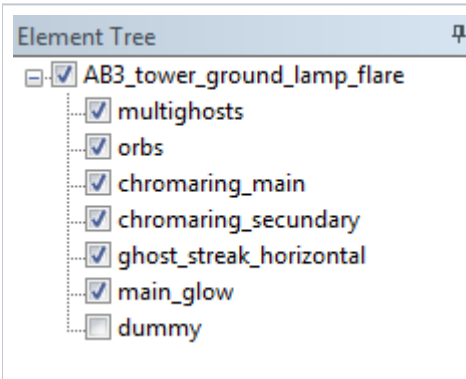 Element Tree
AB3_tower_ground_lamp_flare
multighosts
orbs
chromaring_main
chromaring_secundary
ghost_streak_horizontal
main_glow
dummy